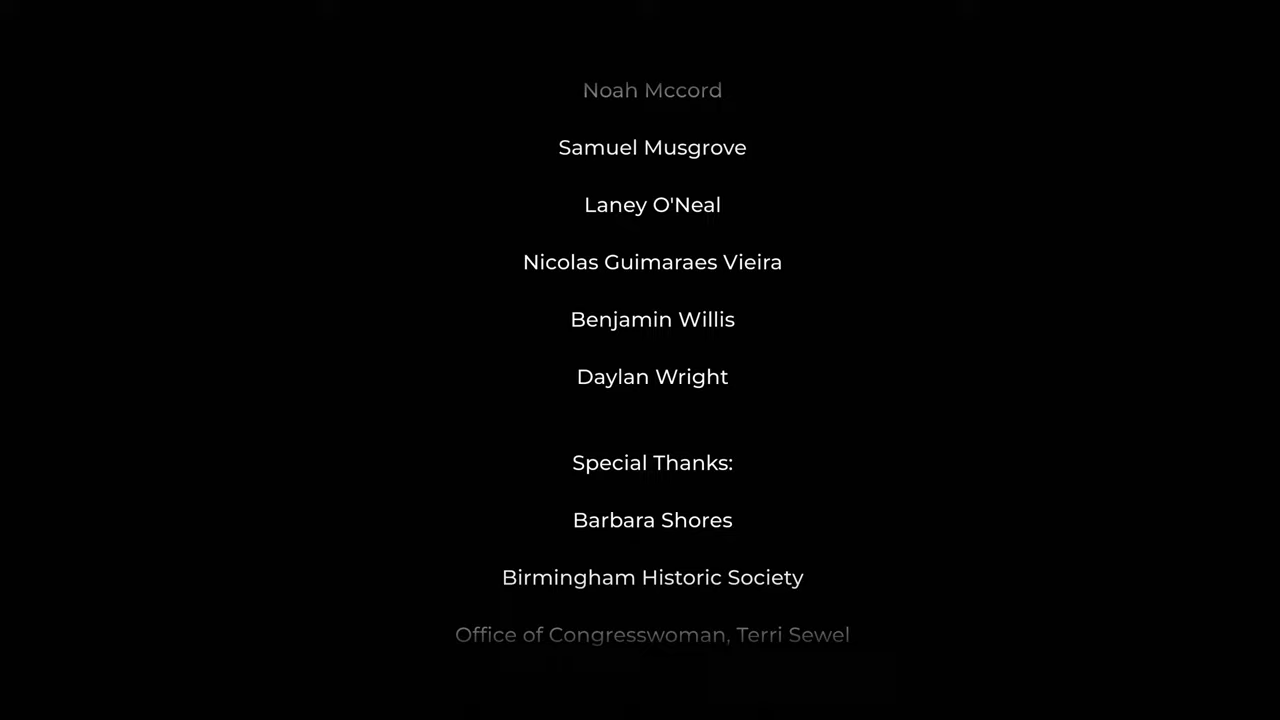 Noah Mccord
Samuel Musgrove
Laney O'Neal
Nicolas Guimaraes Vieira
Benjamin Willis
Daylan Wright
Special Thanks:
Barbara Shores
Birmingham Historic Society
Office of Congresswoman, Terri Sewel